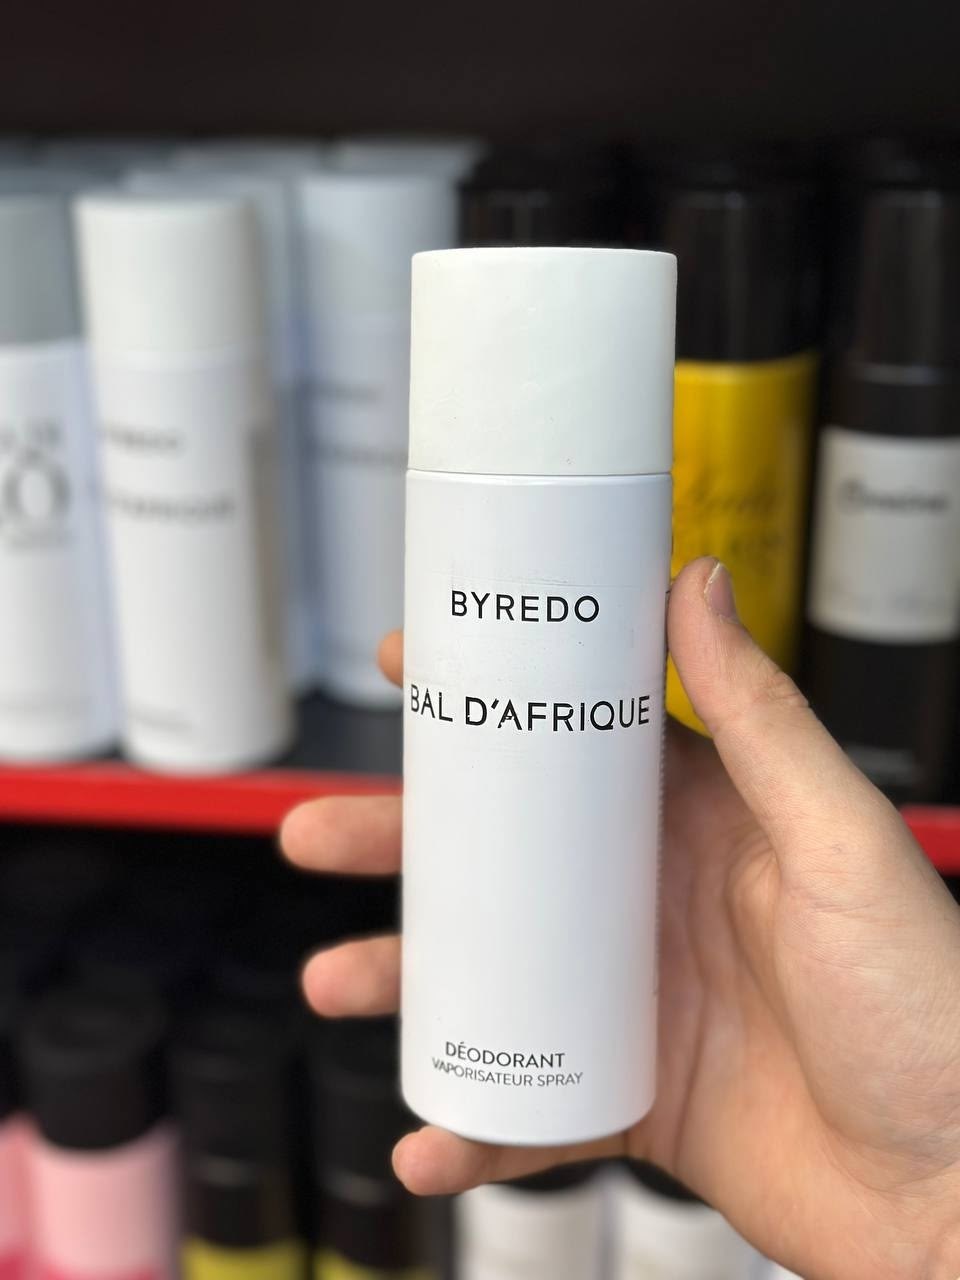 BYREDO
BAL D'AFRIQUE
DÉODORANT
VAPORISATEUR SPRAY